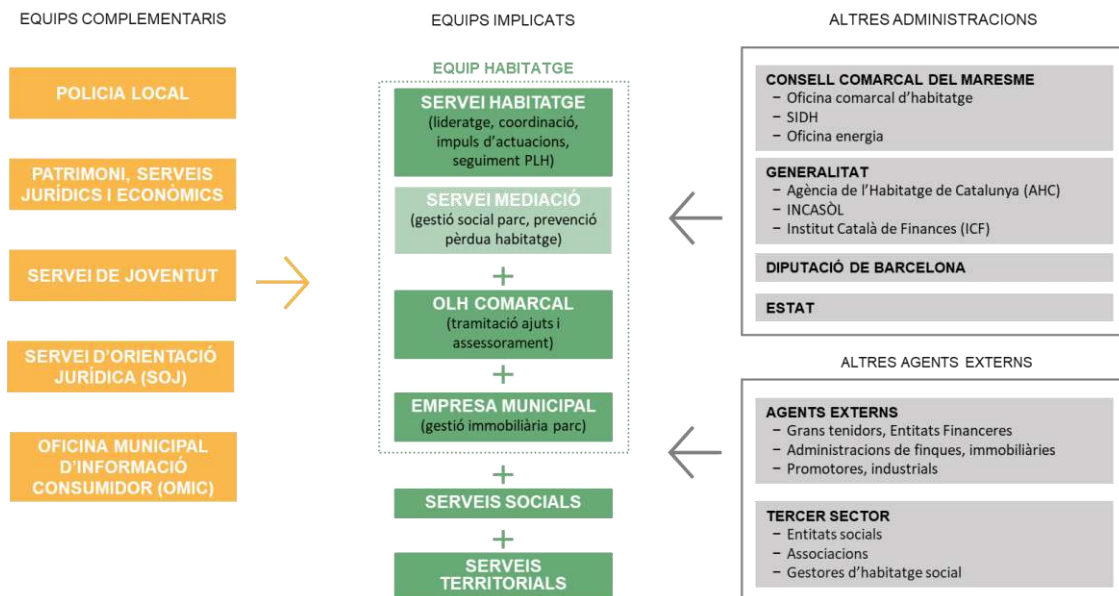 EQUIPS COMPLEMENTARIS
POLICIA LOCAL
PATRIMONI, SERVEIS
JURÍDICS I ECONÒMICS
SERVEI DE JOVENTUT
SERVEI D'ORIENTACIÓ
JURÍDICA (SOJ)
OFICINA MUNICIPAL
D'INFORMACIÓ
CONSUMIDOR (OMIC)
EQUIPS IMPLICATS
EQUIP HABITATGE
SERVEI HABITATGE
(lideratge, coordinació,
impuls d'actuacions,
seguiment PLH)
SERVEI MEDIACIÓ
(gestió social parc, prevenció
pèrdua habitatge)
+
OLH COMARCAL
(tramitació ajuts i
assessorament)
+
EMPRESA MUNICIPAL
(gestió immobiliària parc)
+
SERVEIS SOCIALS
+
SERVEIS
TERRITORIALS
ALTRES ADMINISTRACIONS
CONSELL COMARCAL DEL MARESME
– Oficina comarcal d'habitatge
– SIDH
– Oficina energia
GENERALITAT
– Agència de l'Habitatge de Catalunya (AHC)
– INCASÒL
– Institut Català de Finances (ICF)
DIPUTACIÓ DE BARCELONA
ESTAT
ALTRES AGENTS EXTERNS
AGENTS EXTERNS
– Grans tenidors, Entitats Financeres
– Administracions de finques, immobiliàries
– Promotores, industrials
TERCER SECTOR
– Entitats socials
– Associacions
– Gestores d'habitatge social